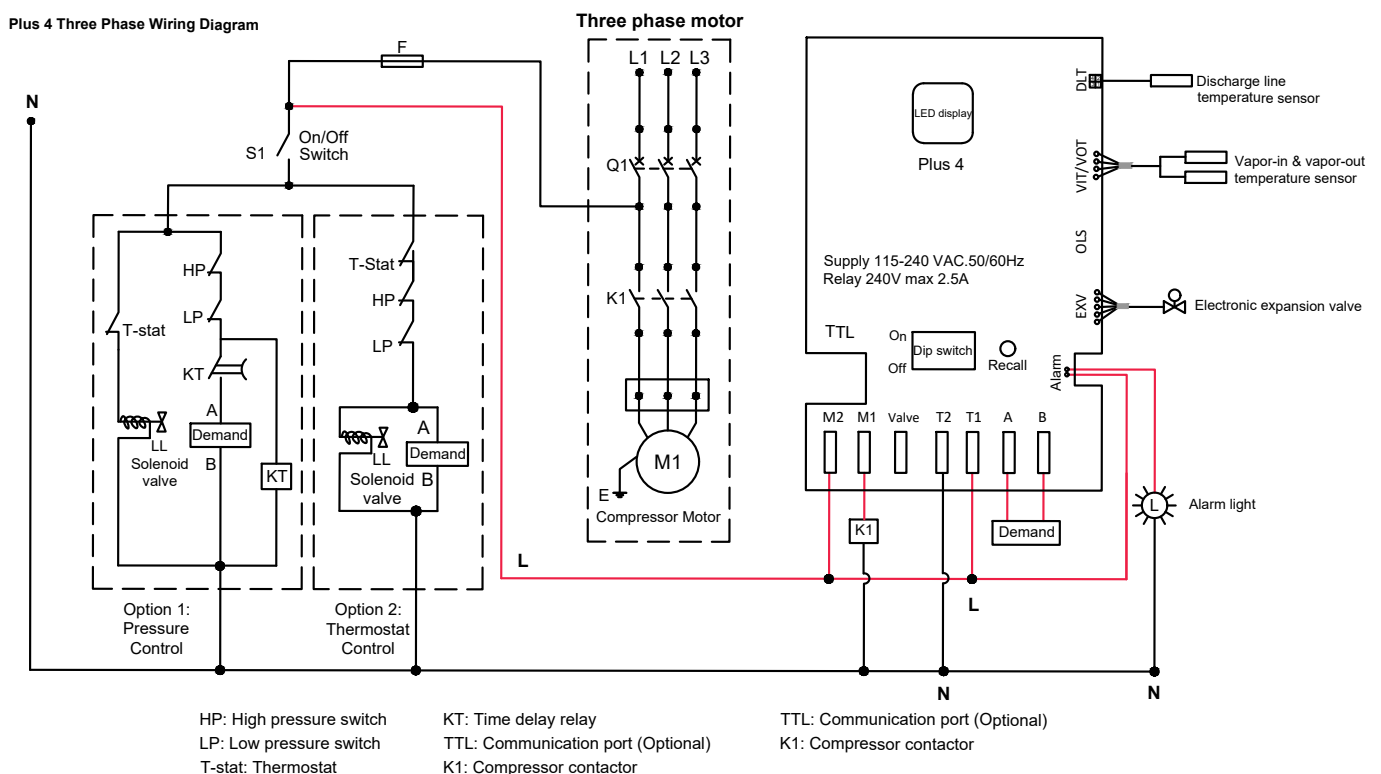 Plus 4 Three Phase Wiring Diagram
N
F
On/Off
Switch
S1
HP
LP
T-stat
KT
A
Demand
B
LL
Solenoid
valve
KT
Option 1:
Pressure
Control
T-Stat
HP
LP
A
Demand
B
LL
Solenoid
valve
Option 2:
Thermostat
Control
Three phase motor
L1 L2 L3
Q1
K1
M1
E
Compressor Motor
L
LED display
Plus 4
Supply 115-240 VAC.50/60Hz
Relay 240V max 2.5A
TTL
On
Off
Dip switch
Recall
DLT
VIT/VOT
OLS
EXV
Alarm
M2 M1 Valve T2 T1 A B
K1
Demand
L
N
Discharge line
temperature sensor
Vapor-in & vapor-out
temperature sensor
Electronic expansion valve
L
Alarm light
N
HP: High pressure switch
LP: Low pressure switch
T-stat: Thermostat
KT: Time delay relay
TTL: Communication port (Optional)
K1: Compressor contactor
TTL: Communication port (Optional)
K1: Compressor contactor